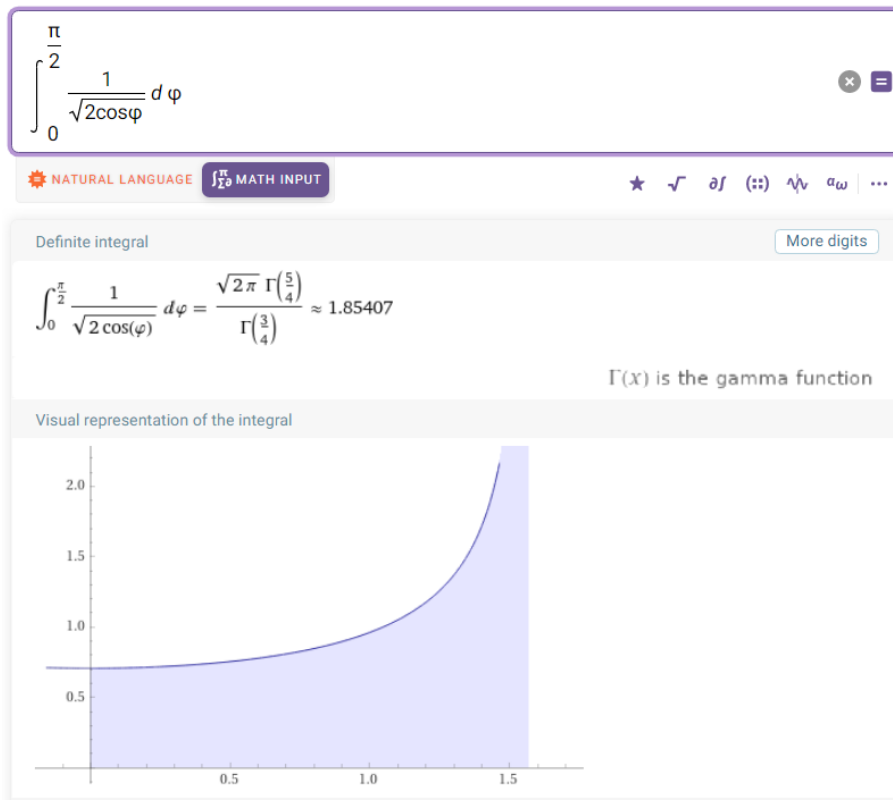 ∫_0^(π/2) 1/√(2cosφ) d φ
NATURAL LANGUAGE
∫Σ∂π MATH INPUT
√ ∂∫ (::) αω ...
Definite integral
More digits
∫_0^(π/2) 1/√(2 cos(φ)) dφ = √(2π) Γ(5/4) / Γ(3/4) ≈ 1.85407
Γ(x) is the gamma function
Visual representation of the integral
2.0
1.5
1.0
0.5
0.5 1.0 1.5